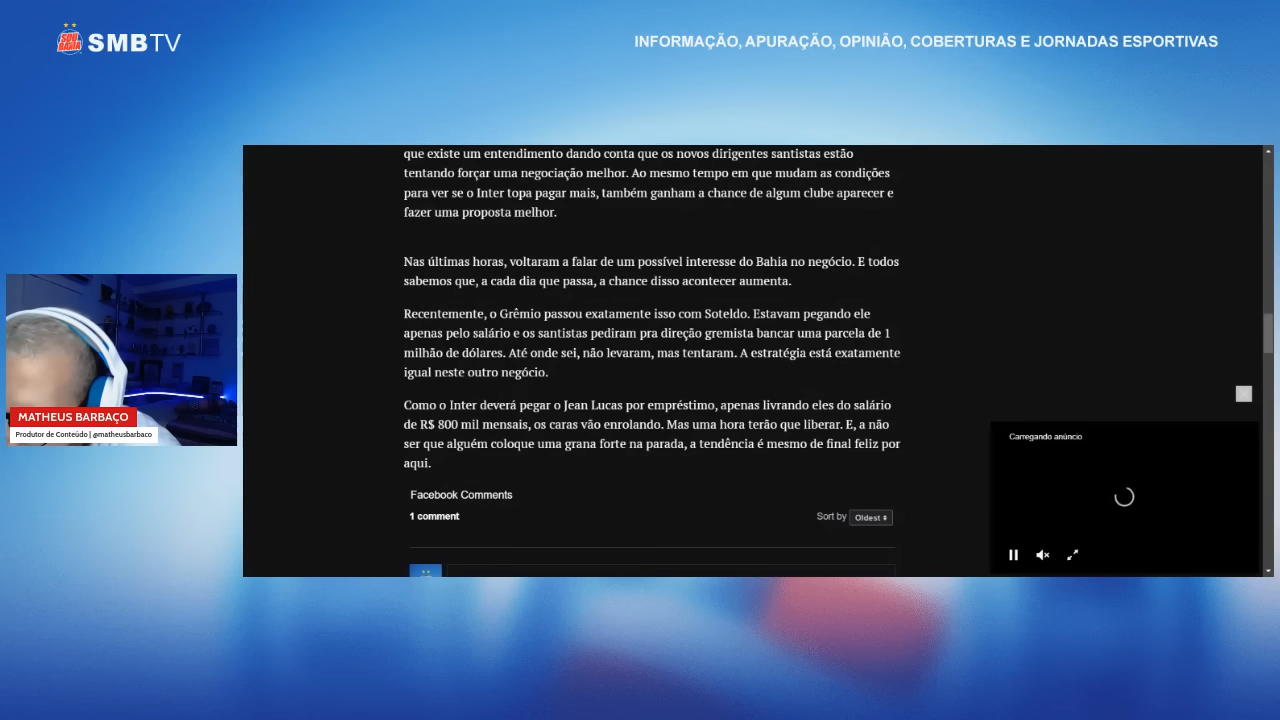 SOU
BAHIA
SMBTV
INFORMAÇÃO, APURAÇÃO, OPINIÃO, COBERTURAS E JORNADAS ESPORTIVAS
que existe um entendimento dando conta que os novos dirigentes santistas estão
tentando forçar uma negociação melhor. Ao mesmo tempo em que mudam as condições
para ver se o Inter topa pagar mais, também ganham a chance de algum clube aparecer e
fazer uma proposta melhor.
Nas últimas horas, voltaram a falar de um possível interesse do Bahia no negócio. E todos
sabemos que, a cada dia que passa, a chance disso acontecer aumenta.
Recentemente, o Grêmio passou exatamente isso com Soteldo. Estavam pegando ele
apenas pelo salário e os santistas pediram pra direção gremista bancar uma parcela de 1
milhão de dólares. Até onde sei, não levaram, mas tentaram. A estratégia está exatamente
igual neste outro negócio.
Como o Inter deverá pegar o Jean Lucas por empréstimo, apenas livrando eles do salário
de R$ 800 mil mensais, os caras vão enrolando. Mas uma hora terão que liberar. E, a não
ser que alguém coloque uma grana forte na parada, a tendência é mesmo de final feliz por
aqui.
Facebook Comments
1 comment
Sort by Oldest
Carregando anúncio
MATHEUS BARBAÇO
Produtor de Conteúdo | @matheusbarbaco